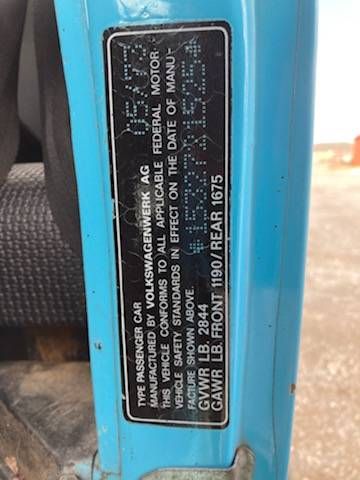 05/73
TYPE PASSENGER CAR
MANUFACTURED BY VOLKSWAGENWERK AG
THIS VEHICLE CONFORMS TO ALL APPLICABLE FEDERAL MOTOR
VEHICLE SAFETY STANDARDS IN EFFECT ON THE DATE OF MANU-
FACTURE SHOWN ABOVE.
GVWR LB. 2844
GAWR LB. FRONT 1190/REAR 1675